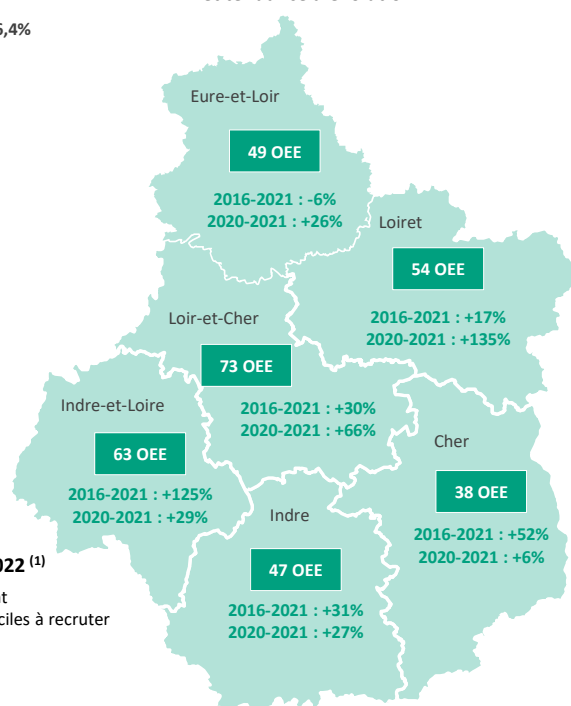 6,4%
Eure-et-Loir
49 OEE
2016-2021 : -6%
2020-2021 : +26%
Loiret
54 OEE
2016-2021 : +17%
2020-2021 : +135%
Loir-et-Cher
73 OEE
2016-2021 : +30%
2020-2021 : +66%
Indre-et-Loire
63 OEE
2016-2021 : +125%
2020-2021 : +29%
Cher
38 OEE
2016-2021 : +52%
2020-2021 : +6%
Indre
47 OEE
2016-2021 : +31%
2020-2021 : +27%
022 (1)
nt
ciles à recruter